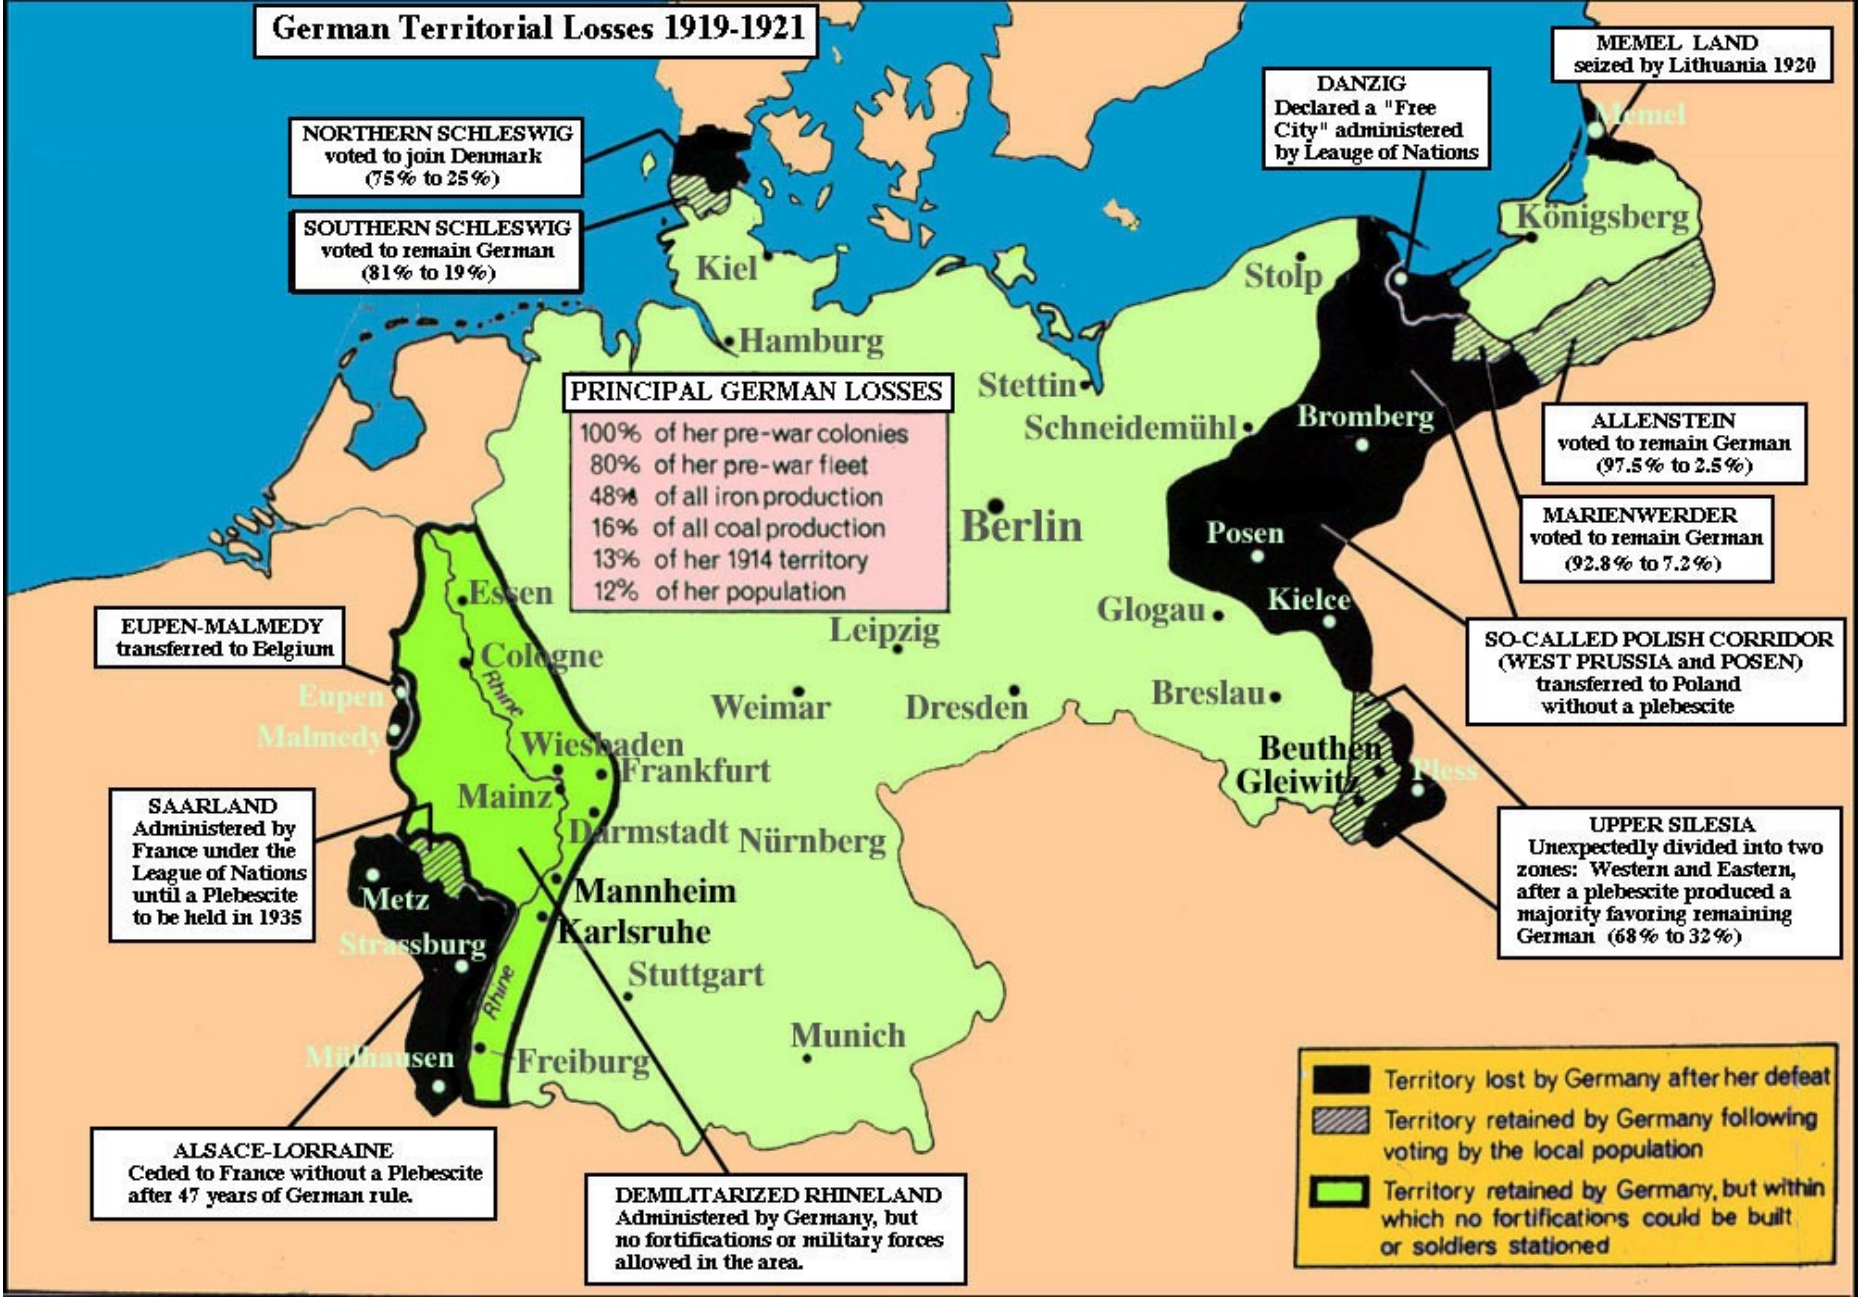 German Territorial Losses 1919-1921
MEMEL LAND
seized by Lithuania 1920
DANZIG
Declared a "Free
City" administered
by Leauge of Nations
Memel
NORTHERN SCHLESWIG
voted to join Denmark
(75% to 25%)
SOUTHERN SCHLESWIG
voted to remain German
(81% to 19%)
Königsberg
Kiel
Stolp
Hamburg
PRINCIPAL GERMAN LOSSES
100% of her pre-war colonies
80% of her pre-war fleet
48% of all iron production
16% of all coal production
13% of her 1914 territory
12% of her population
Stettin
Schneidemühl
Bromberg
ALLENSTEIN
voted to remain German
(97.5% to 2.5%)
MARIENWERDER
voted to remain German
(92.8% to 7.2%)
Berlin
Posen
Essen
Kielce
Glogau
EUPEN-MALMEDY
transferred to Belgium
Leipzig
SO-CALLED POLISH CORRIDOR
(WEST PRUSSIA and POSEN)
transferred to Poland
without a plebescite
Cologne
Rhine
Eupen
Malmedy
Weimar
Dresden
Breslau
Wiesbaden
Frankfurt
Mainz
Beuthen
Gleiwitz
Pless
SAARLAND
Administered by
France under the
League of Nations
until a Plebescite
to be held in 1935
Darmstadt
Nürnberg
UPPER SILESIA
Unexpectedly divided into two
zones: Western and Eastern,
after a plebescite produced a
majority favoring remaining
German (68% to 32%)
Metz
Mannheim
Karlsruhe
Strassburg
Stuttgart
Rhine
Munich
Mülhausen
Freiburg
ALSACE-LORRAINE
Ceded to France without a Plebescite
after 47 years of German rule.
DEMILITARIZED RHINELAND
Administered by Germany, but
no fortifications or military forces
allowed in the area.
Territory lost by Germany after her defeat
Territory retained by Germany following
voting by the local population
Territory retained by Germany, but within
which no fortifications could be built
or soldiers stationed